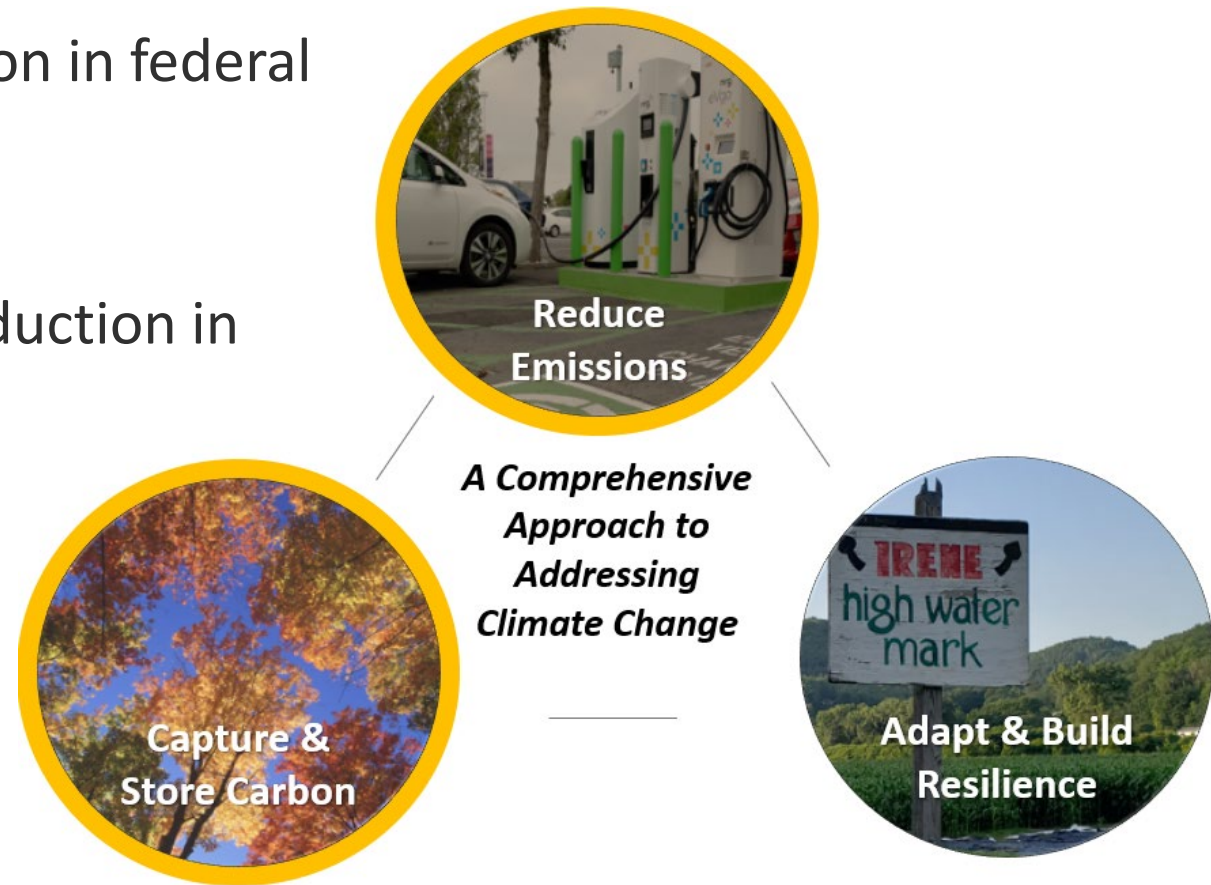 on in federal
duction in
Reduce
Emissions
A Comprehensive
Approach to
Addressing
Climate Change
Capture &
Store Carbon
IRENE
high water
mark
Adapt & Build
Resilience